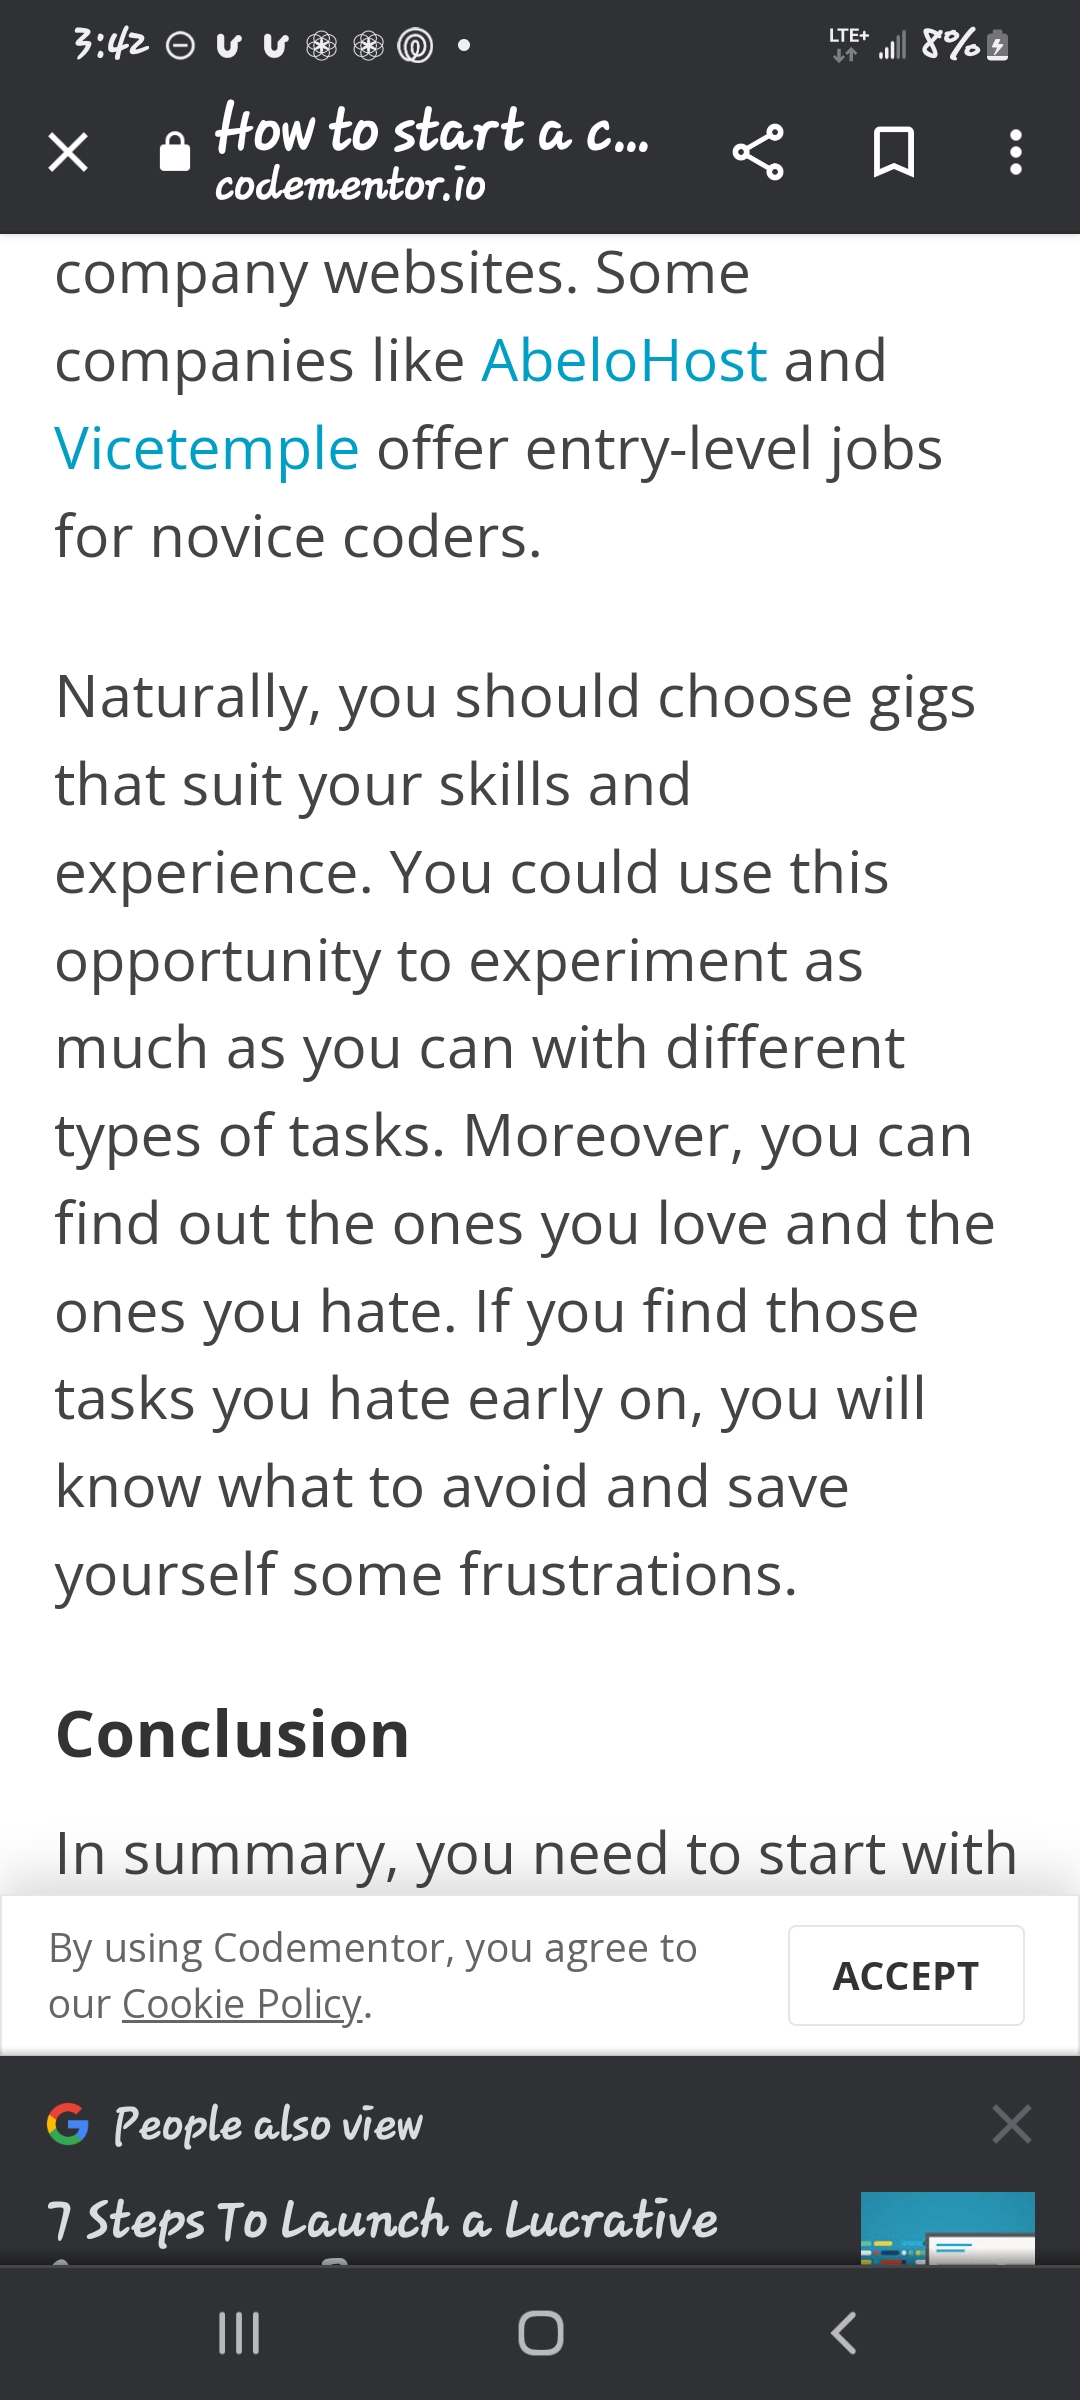 3:42
LTE+
8%
How to start a c...
codementor.io
company websites. Some
companies like AbeloHost and
Vicetemple offer entry-level jobs
for novice coders.
Naturally, you should choose gigs
that suit your skills and
experience. You could use this
opportunity to experiment as
much as you can with different
types of tasks. Moreover, you can
find out the ones you love and the
ones you hate. If you find those
tasks you hate early on, you will
know what to avoid and save
yourself some frustrations.
Conclusion
In summary, you need to start with
By using Codementor, you agree to
our Cookie Policy.
ACCEPT
People also view
7 Steps To Launch a Lucrative